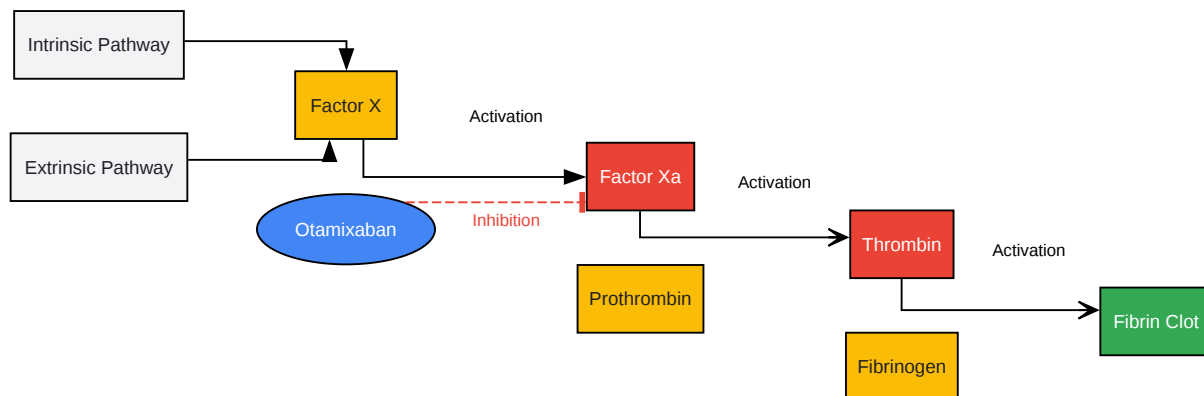 Intrinsic Pathway
Factor X
Activation
Extrinsic Pathway
Factor Xa
Activation
Otamixaban
Inhibition
Thrombin
Activation
Prothrombin
Fibrin Clot
Fibrinogen